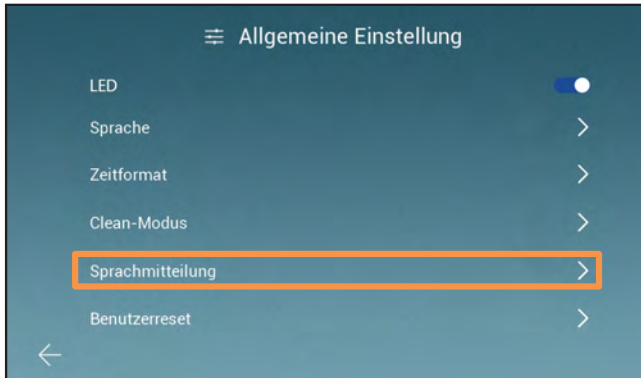 Allgemeine Einstellung
LED
Sprache
Zeitformat
Clean-Modus
Sprachmitteilung
Benutzerreset